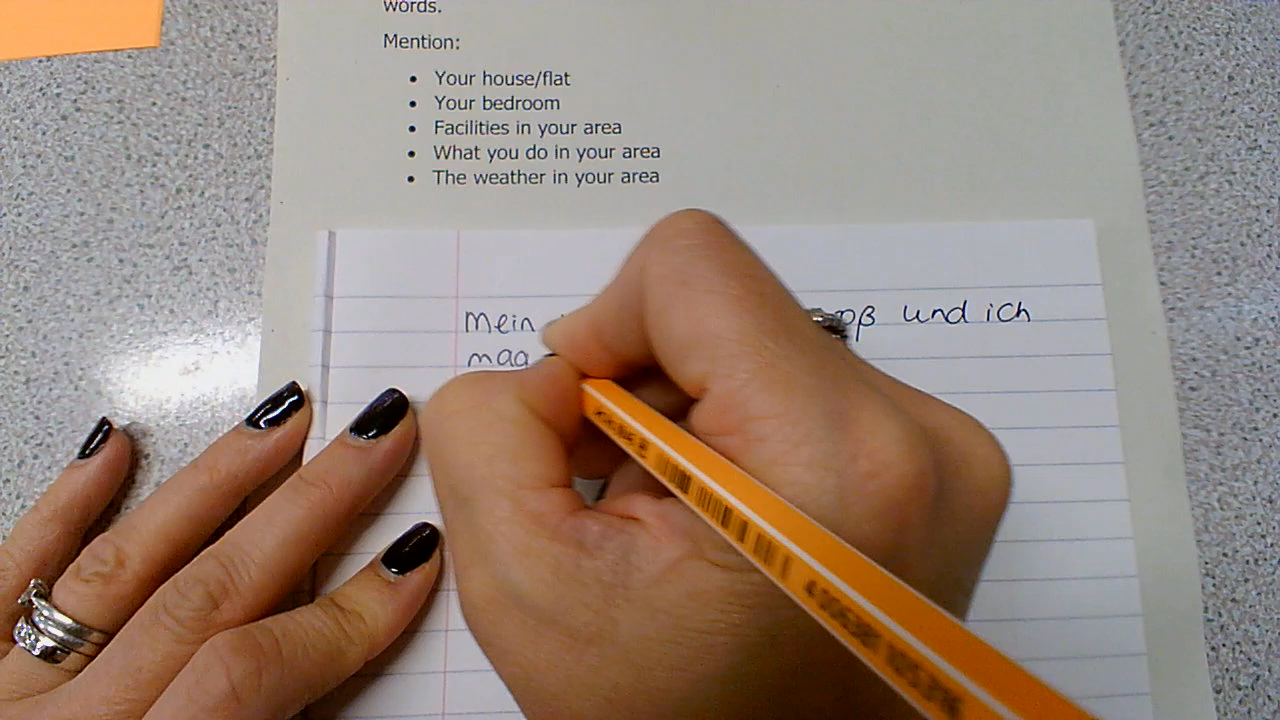 words.
Mention:
• Your house/flat
• Your bedroom
• Facilities in your area
• What you do in your area
• The weather in your area
Mein und ich
mag